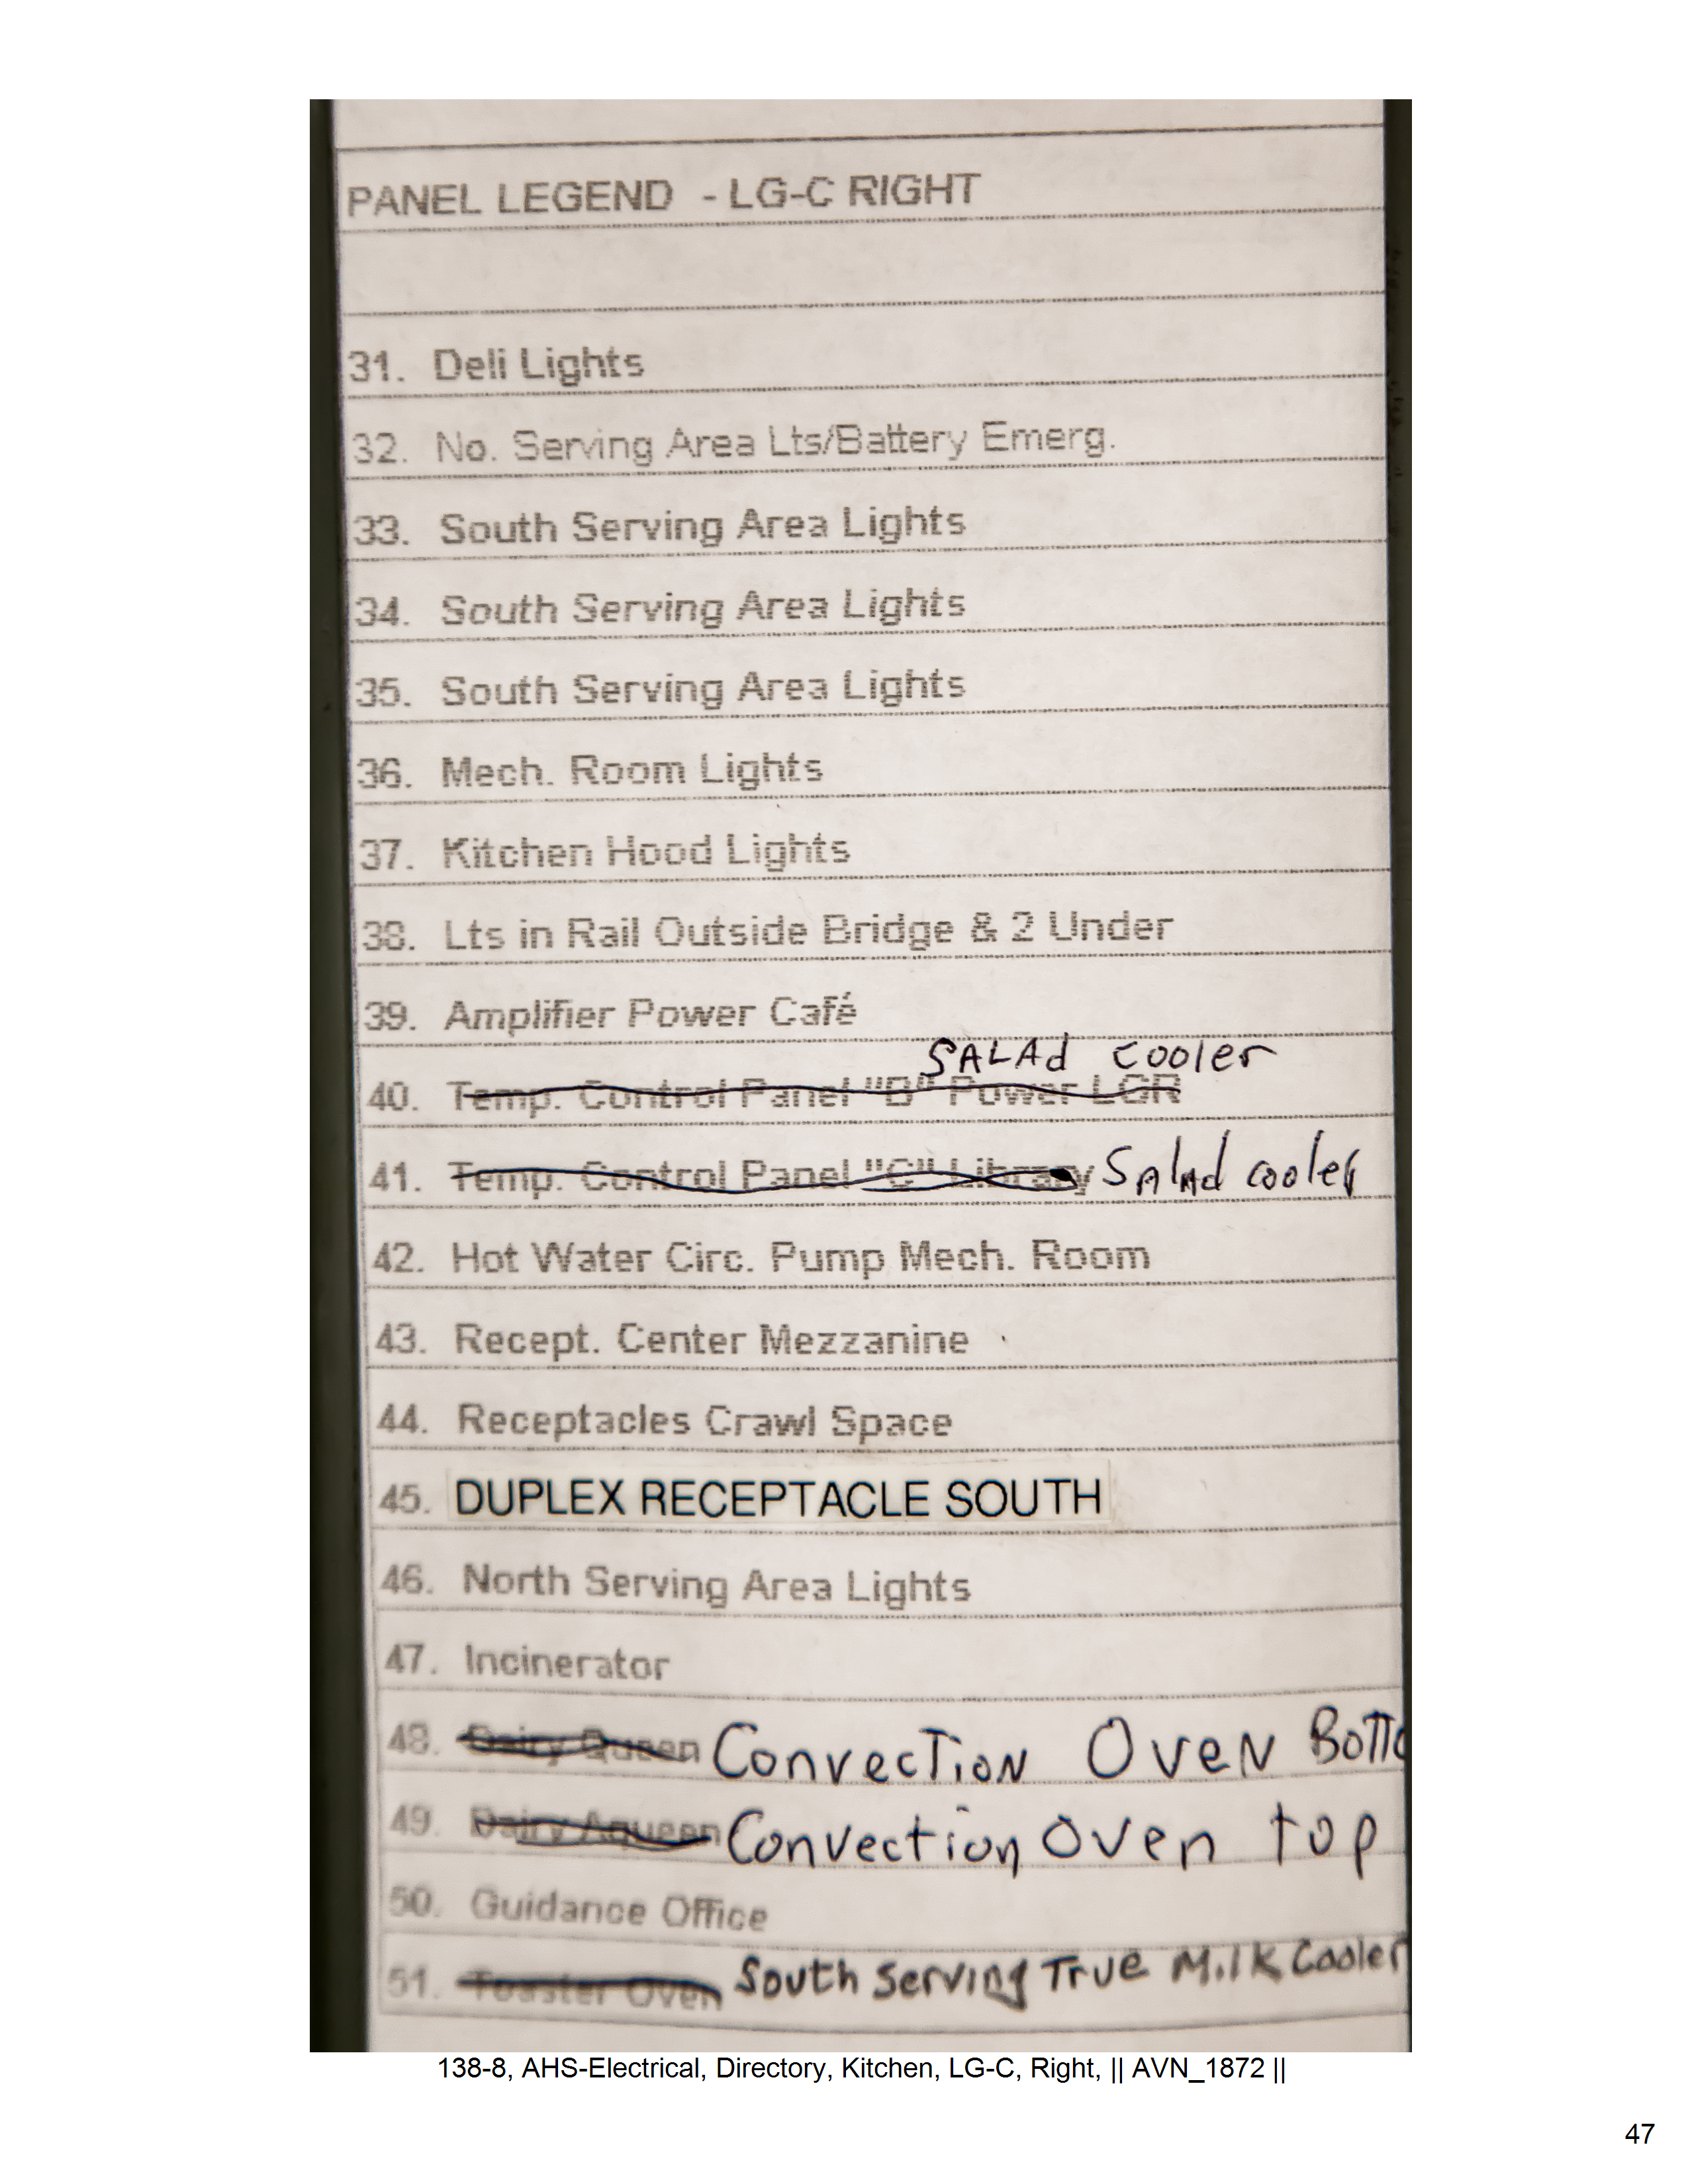 PANEL LEGEND - LG-C RIGHT
31. Deli Lights
32. No. Serving Area Lts/Battery Emerg.
33. South Serving Area Lights
34. South Serving Area Lights
35. South Serving Area Lights
36. Mech. Room Lights
37. Kitchen Hood Lights
38. Lts in Rail Outside Bridge & 2 Under
39. Amplifier Power Café
SALAd cooler
40. Temp. Control Panel "B" Power LGR
41. Temp. Control Panel "C" Library SAlAd cooler
42. Hot Water Circ. Pump Mech. Room
43. Recept. Center Mezzanine
44. Receptacles Crawl Space
45. DUPLEX RECEPTACLE SOUTH
46. North Serving Area Lights
47. Incinerator
48. Dairy Queen ConvecTioN OveN BoTTo
49. Dairy Aqueen Convection Oven top
50. Guidance Office
51. Toaster Oven South Serving True Milk Cooler
138-8, AHS-Electrical, Directory, Kitchen, LG-C, Right, || AVN_1872 ||
47